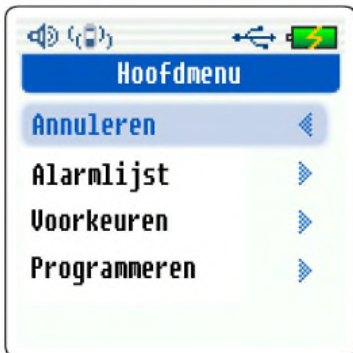 Hoofdmenu
Annuleren
Alarmlijst
Voorkeuren
Programmeren